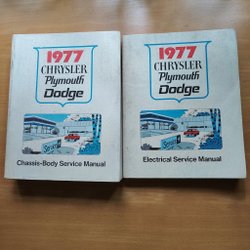 1977
CHRYSLER
Plymouth
Dodge
Chassis-Body Service Manual
1977
CHRYSLER
Plymouth
Dodge
Electrical Service Manual